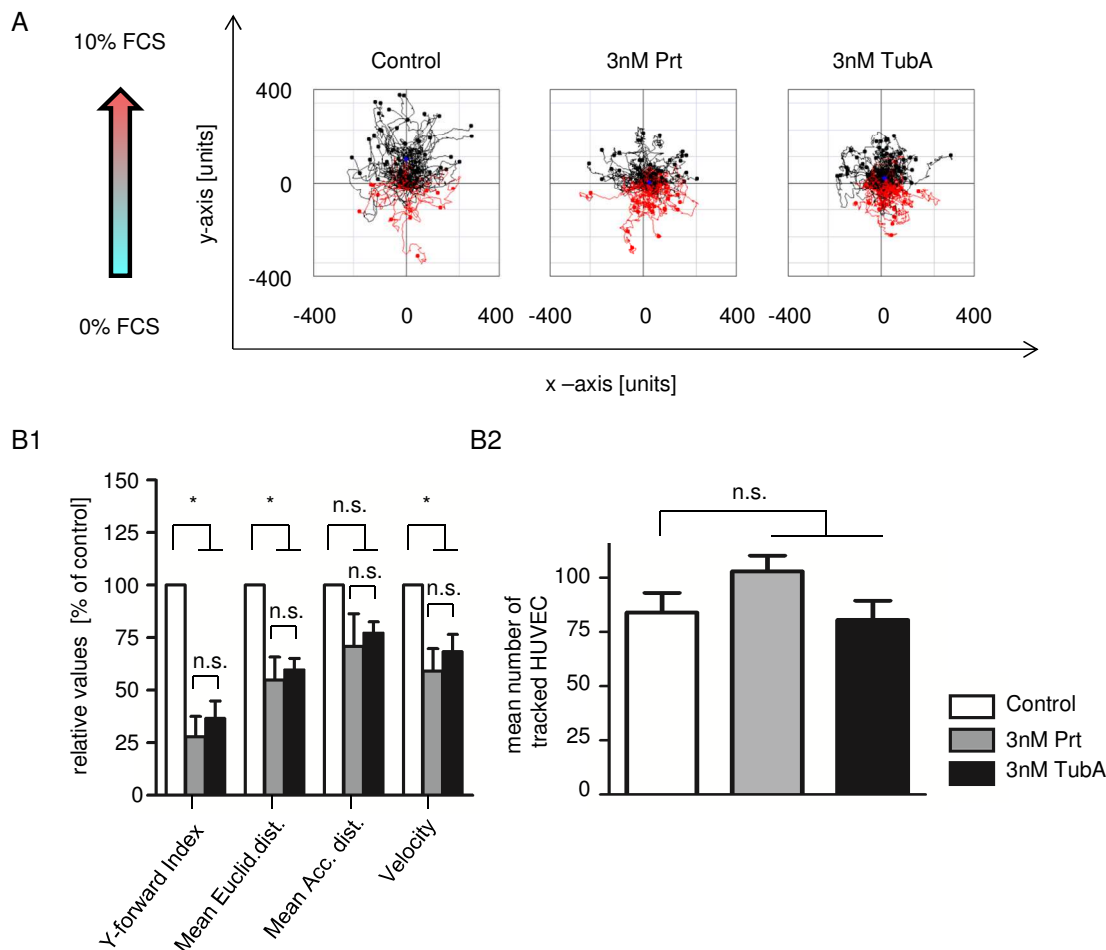 A
10% FCS
0% FCS
y-axis [units]
Control
3nM Prt
3nM TubA
400
0
-400
-400
0
400
-400
0
400
-400
0
400
x –axis [units]
B1
relative values [% of control]
150
125
100
75
50
25
0
*
*
n.s.
*
n.s.
n.s.
n.s.
n.s.
Y-forward Index
Mean Euclid.dist.
Mean Acc. dist.
Velocity
B2
mean number of
tracked HUVEC
n.s.
100
75
50
25
0
Control
3nM Prt
3nM TubA